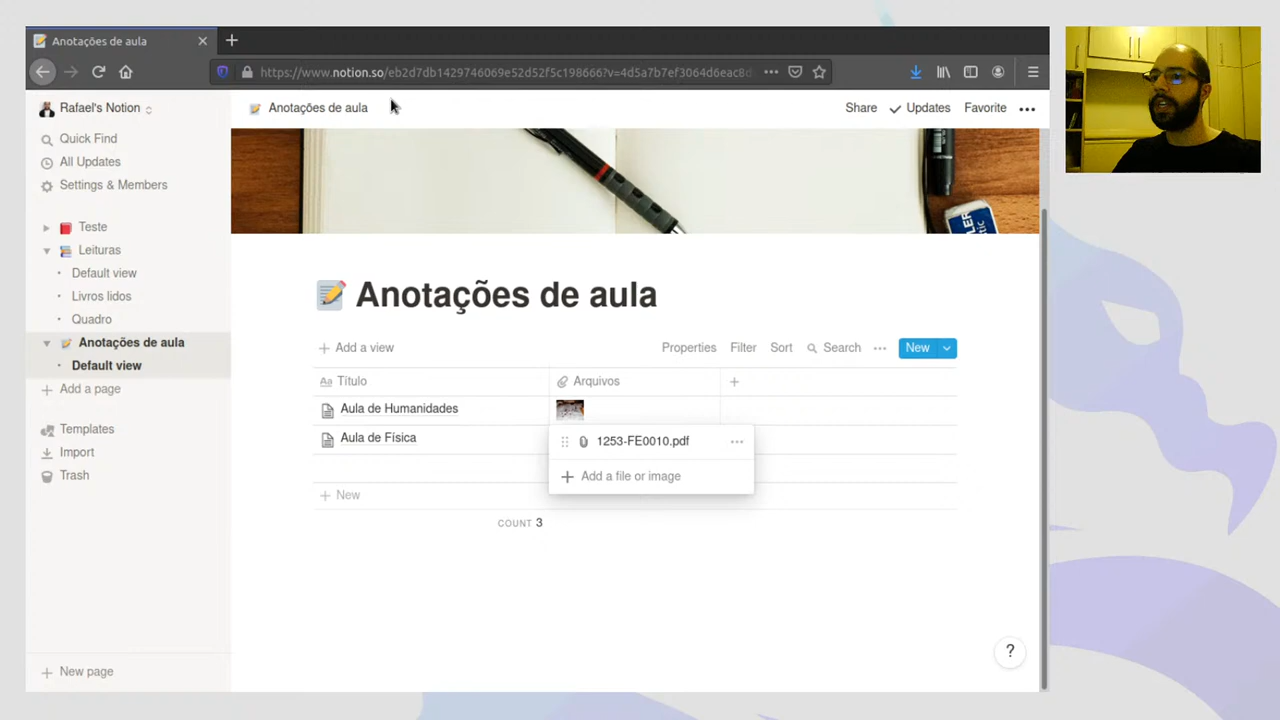 Anotações de aula
https://www.notion.so/eb2d7db1429746069e52d52f5c198666?v=4d5a7b7ef3064d6eac8d
Rafael's Notion
Anotações de aula
Share
Updates
Favorite
Quick Find
All Updates
Settings & Members
Teste
Leituras
Default view
Livros lidos
Quadro
Anotações de aula
Default view
Add a page
Templates
Import
Trash
New page
Anotações de aula
Add a view
Properties
Filter
Sort
Search
New
Aa Título
Arquivos
Aula de Humanidades
Aula de Física
1253-FE0010.pdf
Add a file or image
New
COUNT 3
?